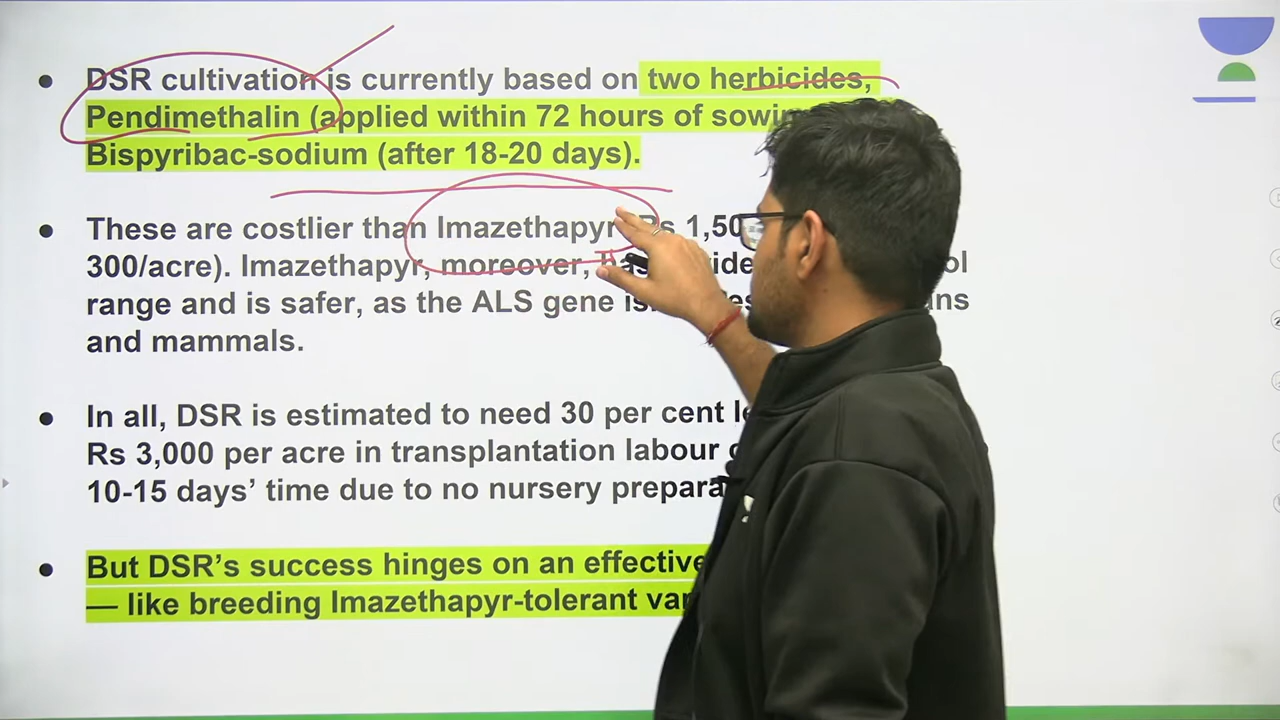 DSR cultivation is currently based on two herbicides,
Pendimethalin (applied within 72 hours of
Bispyribac-sodium (after 18-20 days).
These are costlier than Imazethapyr
300/acre). Imazethapyr, moreover,
range and is safer, as the ALS gene
and mammals.
In all, DSR is estimated to need 30 per cent
Rs 3,000 per acre in transplantation labour
10-15 days’ time due to no nursery
But DSR’s success hinges on an effective
— like breeding Imazethapyr-tolerant